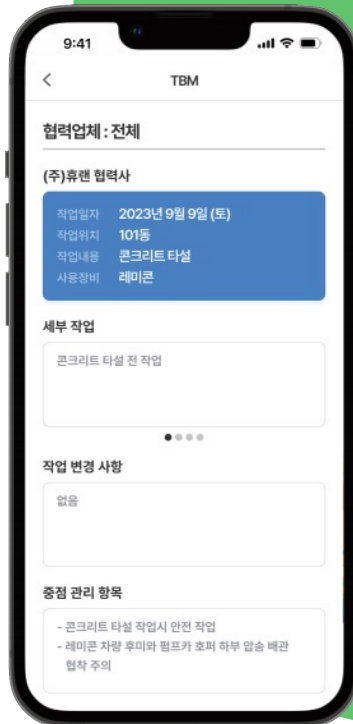 9:41
TBM
협력업체 : 전체
(주)휴랜 협력사
작업일자 2023년 9월 9일 (토)
작업위치 101동
작업내용 콘크리트 타설
사용장비 레미콘
세부 작업
콘크리트 타설 전 작업
작업 변경 사항
없음
중점 관리 항목
- 콘크리트 타설 작업시 안전 작업
- 레미콘 차량 후미와 펌프카 호퍼 하부 압송 배관
협착 주의